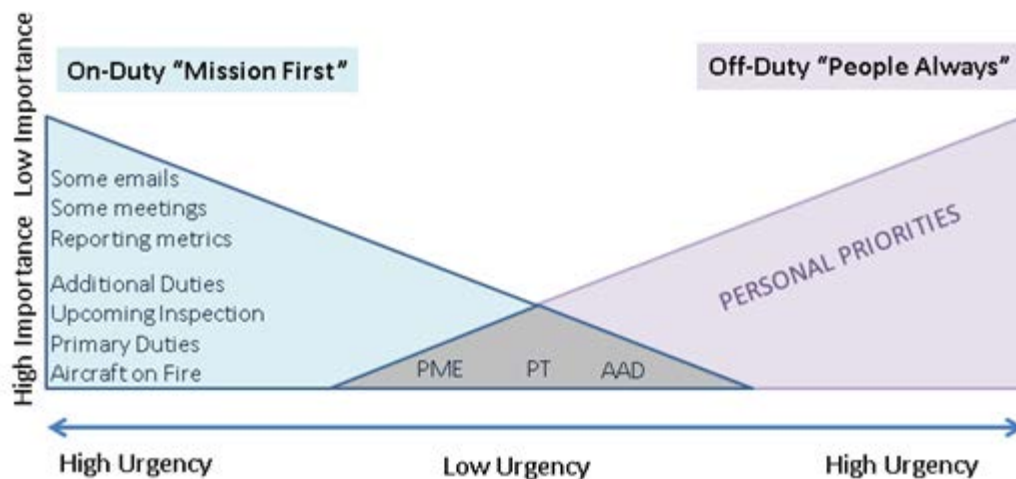 On-Duty “Mission First”
Off-Duty “People Always”
Low Importance
High Importance
Some emails
Some meetings
Reporting metrics
Additional Duties
Upcoming Inspection
Primary Duties
Aircraft on Fire
PME
PT
AAD
PERSONAL PRIORITIES
High Urgency
Low Urgency
High Urgency